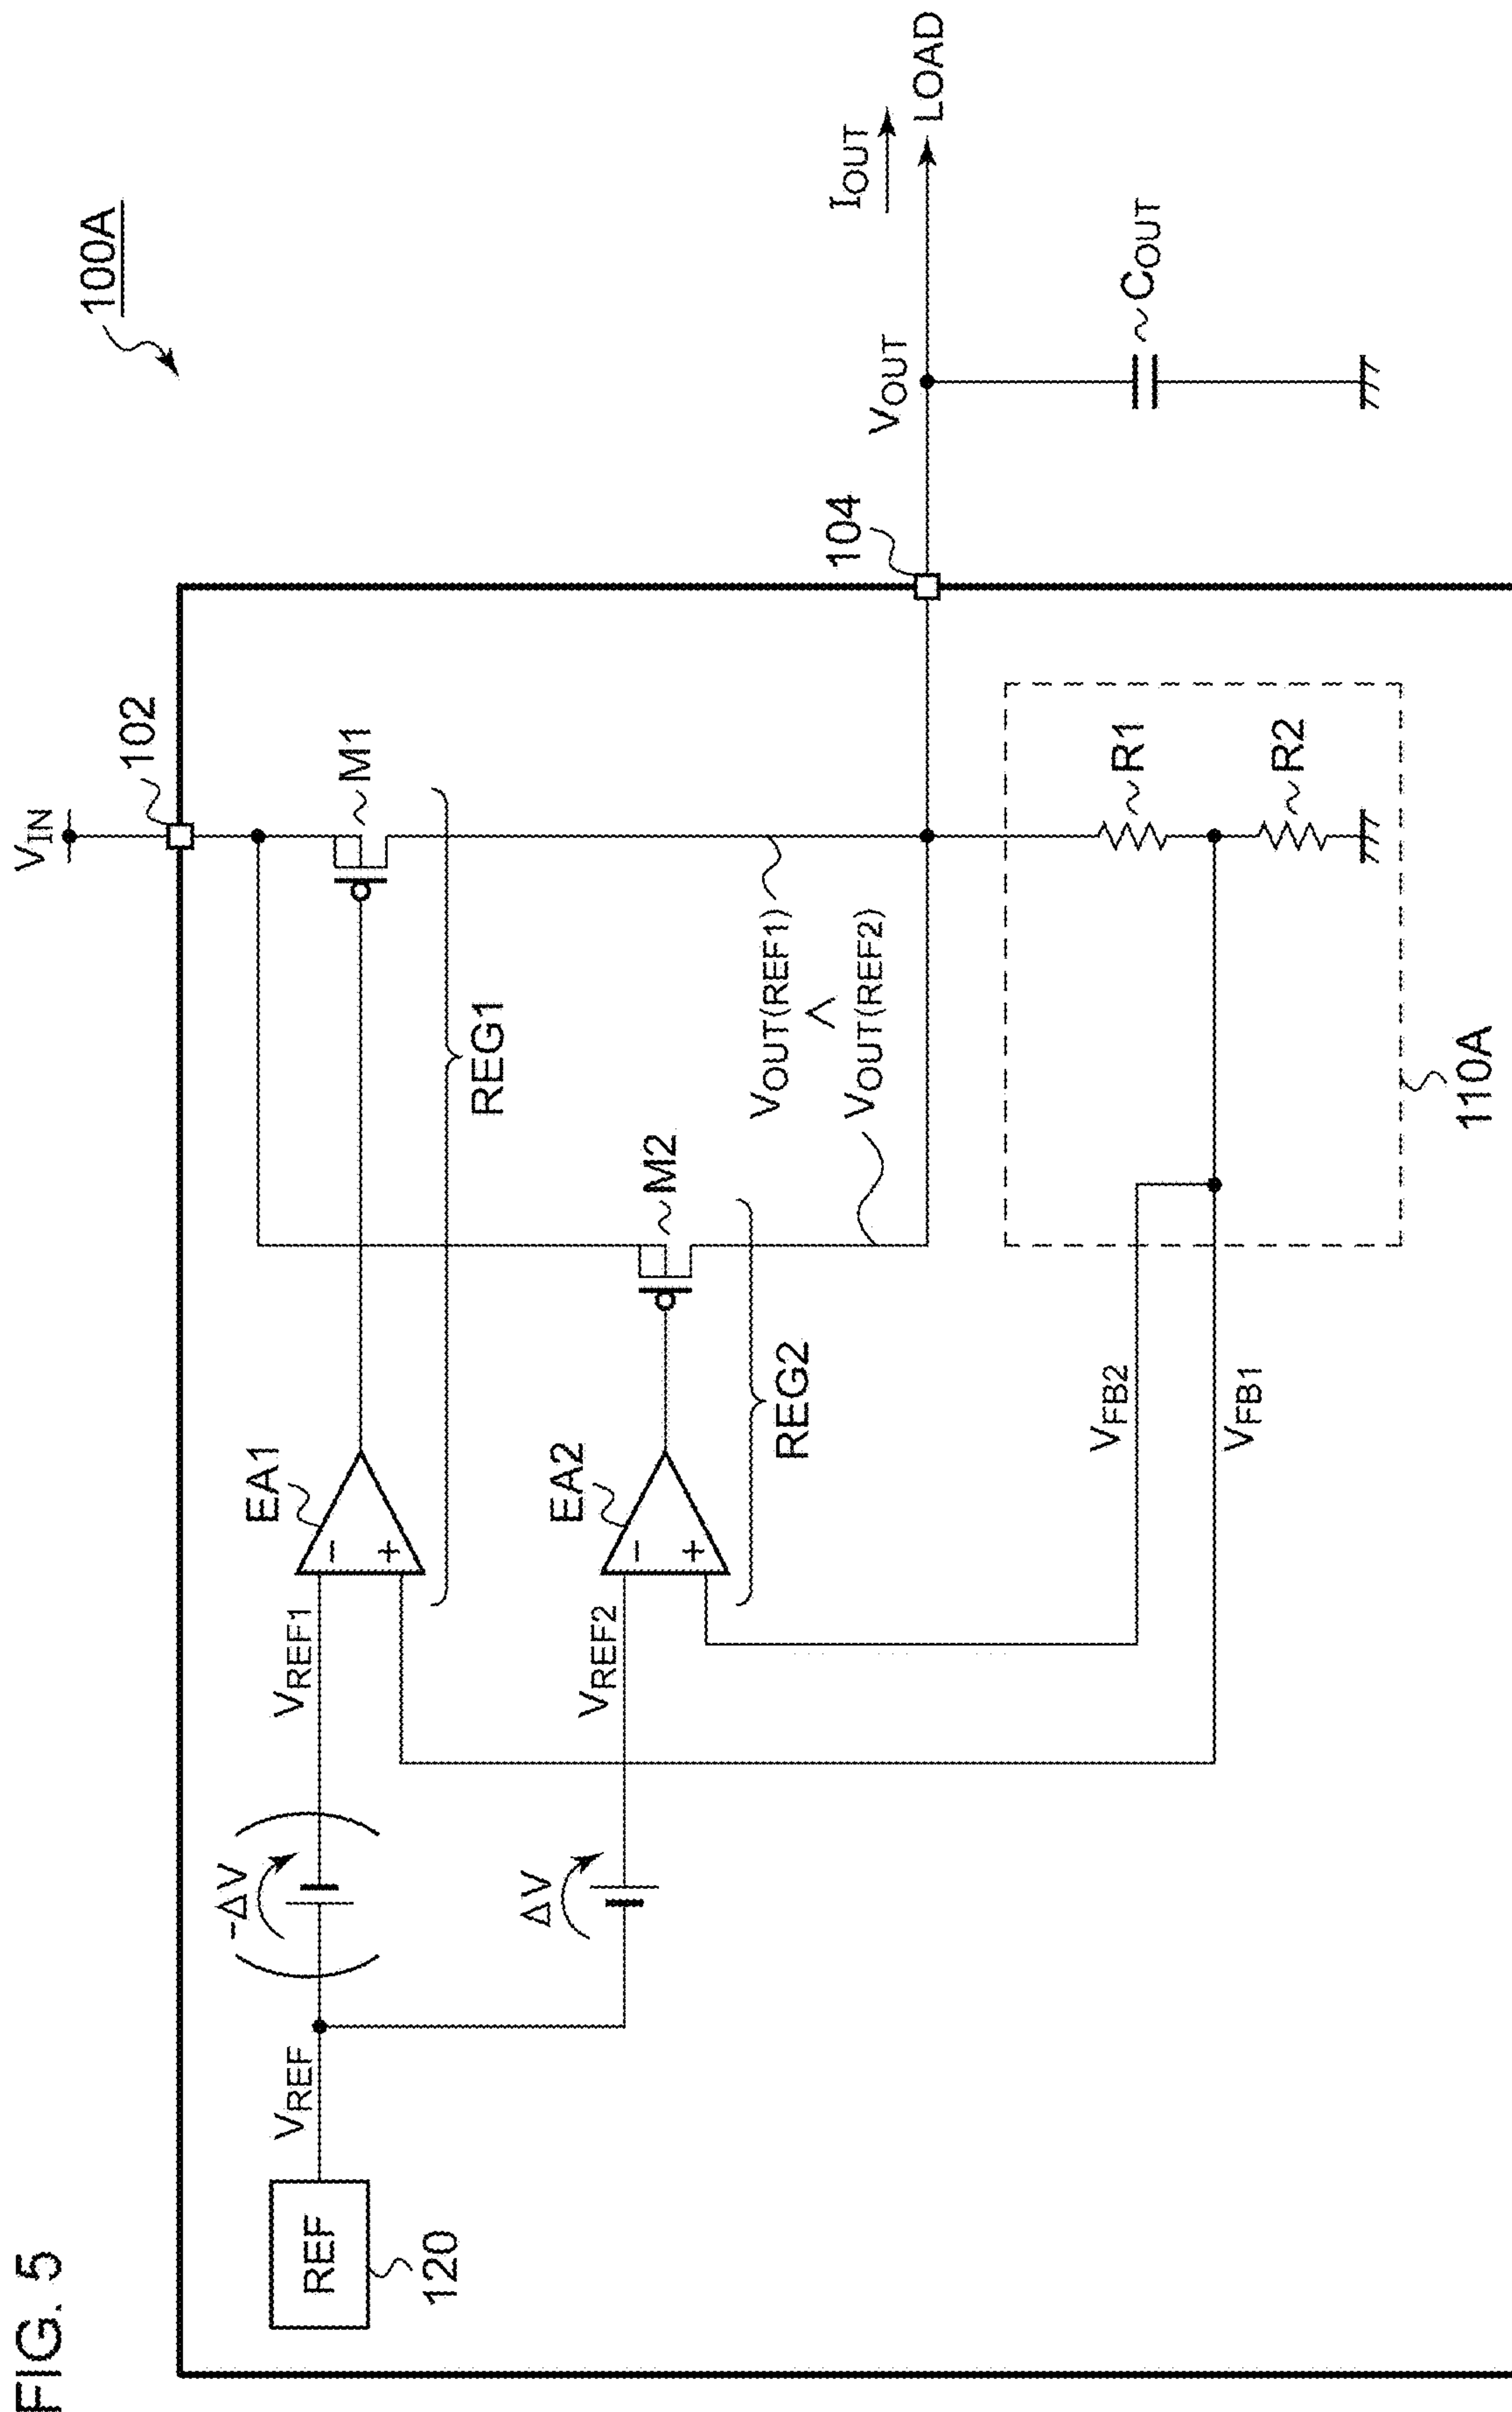 FIG. 5
100A
VIN
102
REF
120
VREF
-ΔV
VREF1
EA1
−
+
M1
REG1
ΔV
VREF2
EA2
−
+
M2
REG2
VOUT(REF1)
<
VOUT(REF2)
104
VOUT
IOUT
LOAD
COUT
VFB2
VFB1
R1
R2
110A